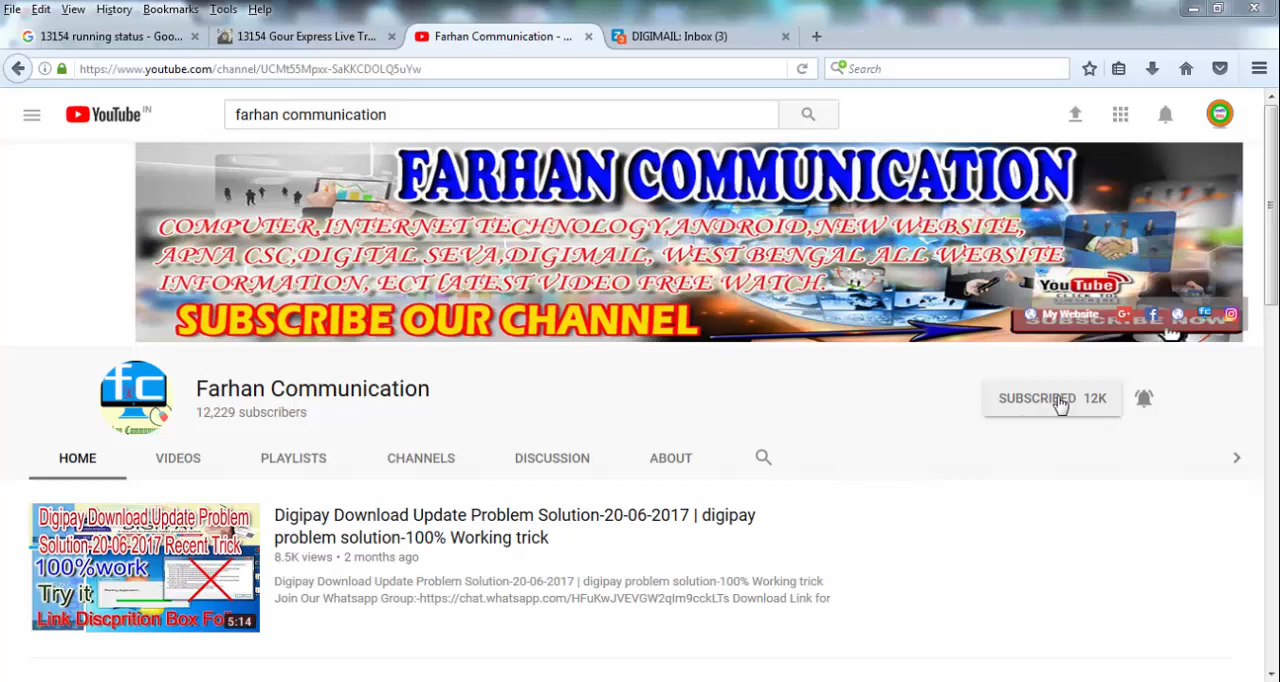 File Edit View History Bookmarks Tools Help
13154 running status - Goo... 13154 Gour Express Live Tr... Farhan Communication - ... DIGIMAIL: Inbox (3)
https://www.youtube.com/channel/UCMt55Mpxx-SaKKCDOLQ5uYw Search
YouTube IN farhan communication
FARHAN COMMUNICATION
COMPUTER,INTERNET TECHNOLOGY,ANDROID,NEW WEBSITE,
APNA CSC,DIGITAL SEVA,DIGIMAIL, WEST BENGAL ALL WEBSITE
INFORMATION, ECT LATEST VIDEO FREE WATCH.
YouTube
SUBSCRIBE OUR CHANNEL
My Website G+ f fc
fc
Farhan Communication
12,229 subscribers
SUBSCRIBED 12K
HOME VIDEOS PLAYLISTS CHANNELS DISCUSSION ABOUT
Digipay Download Update Problem
Solution-20-06-2017 Recent Trick
100%work
Try it
Link Discprition Box Fo
5:14
Digipay Download Update Problem Solution-20-06-2017 | digipay
problem solution-100% Working trick
8.5K views • 2 months ago
Digipay Download Update Problem Solution-20-06-2017 | digipay problem solution-100% Working trick
Join Our Whatsapp Group:-https://chat.whatsapp.com/HFuKwJVEVGW2qIm9cckLTs Download Link for